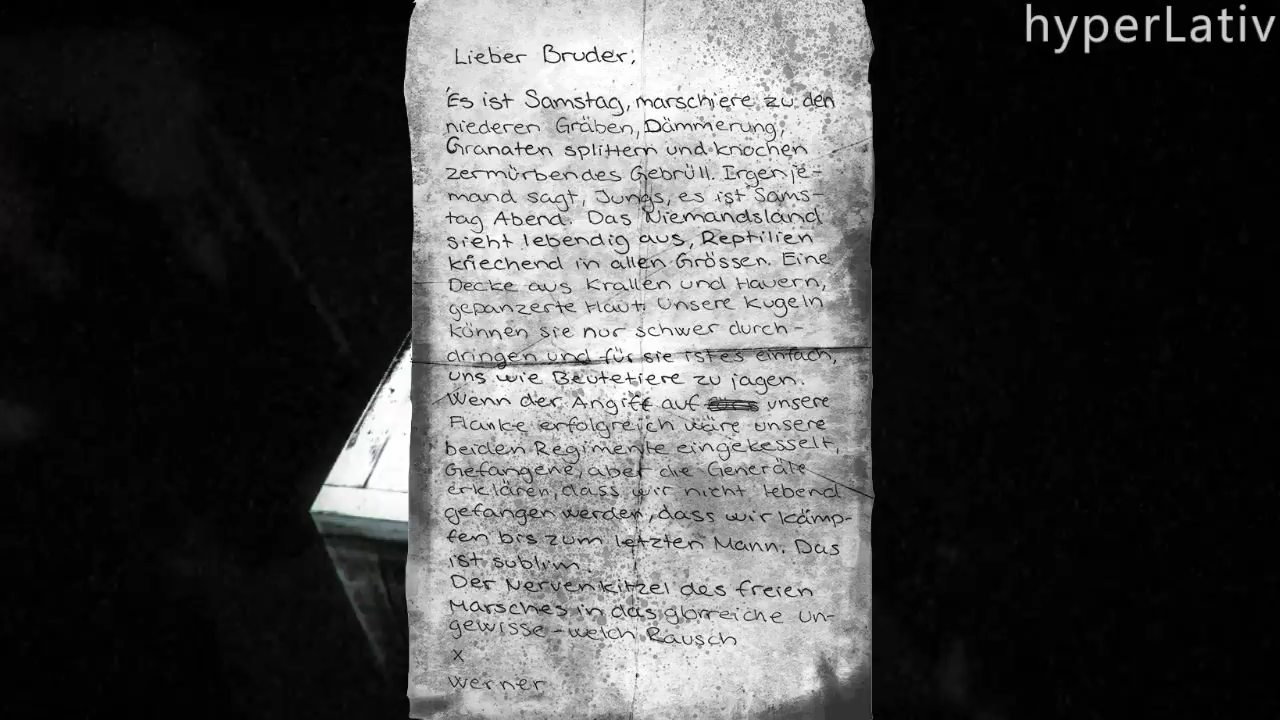 hyperLativ
Lieber Bruder,
Es ist Samstag, marschiere zu den
niederen Gräben, Dämmerung,
Granaten splittern und knochen
zermürbendes Gebrüll. Irgenje-
mand sagt, Jungs, es ist Sams-
tag Abend. Das Niemandsland
sieht lebendig aus, Reptilien
kriechend in allen Grössen. Eine
Decke aus Krallen und Hauern,
gepanzerte Haut. Unsere Kugeln
können sie nur schwer durch-
dringen und für sie ist es einfach,
uns wie Beutetiere zu jagen.
Wenn der Angriff auf unsere
Flanke erfolgreich wäre unsere
beiden Regimente eingekesselt,
Gefangene, aber die Generäle
erklären, dass wir nicht lebend
gefangen werden, dass wir kämp-
fen bis zum letzten Mann. Das
ist sublim.
Der Nervenkitzel des freien
Marsches in das glorreiche un-
gewisse - welch Rausch
x
Werner